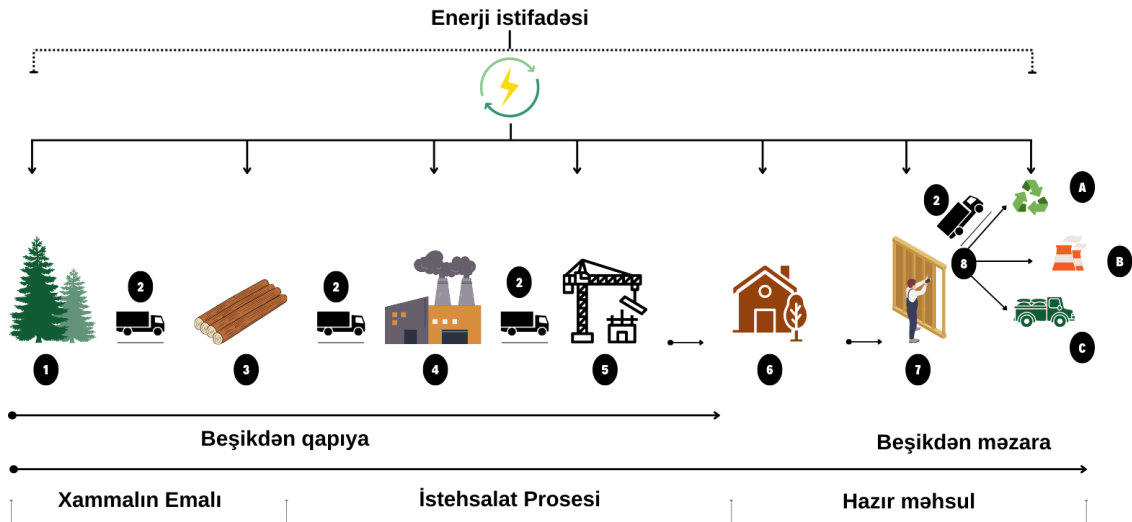 Enerji istifadəsi
2
A
8
B
2
2
2
C
1
3
4
5
6
7
Beşikdən qapıya
Beşikdən məzara
Xammalın Emalı
İstehsalat Prosesi
Hazır məhsul